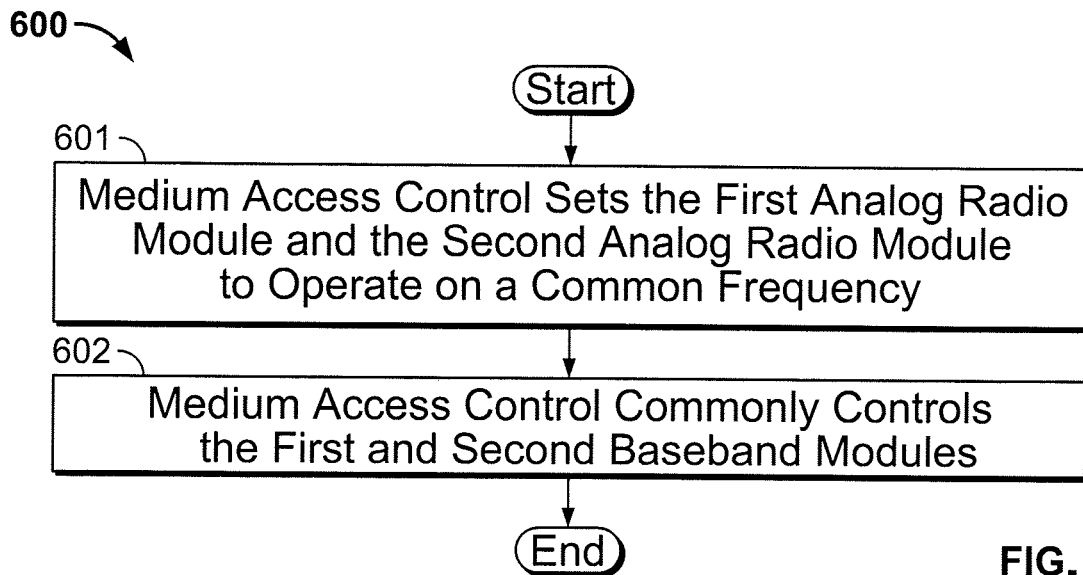 600
Start
601
Medium Access Control Sets the First Analog Radio
Module and the Second Analog Radio Module
to Operate on a Common Frequency
602
Medium Access Control Commonly Controls
the First and Second Baseband Modules
End
FIG.